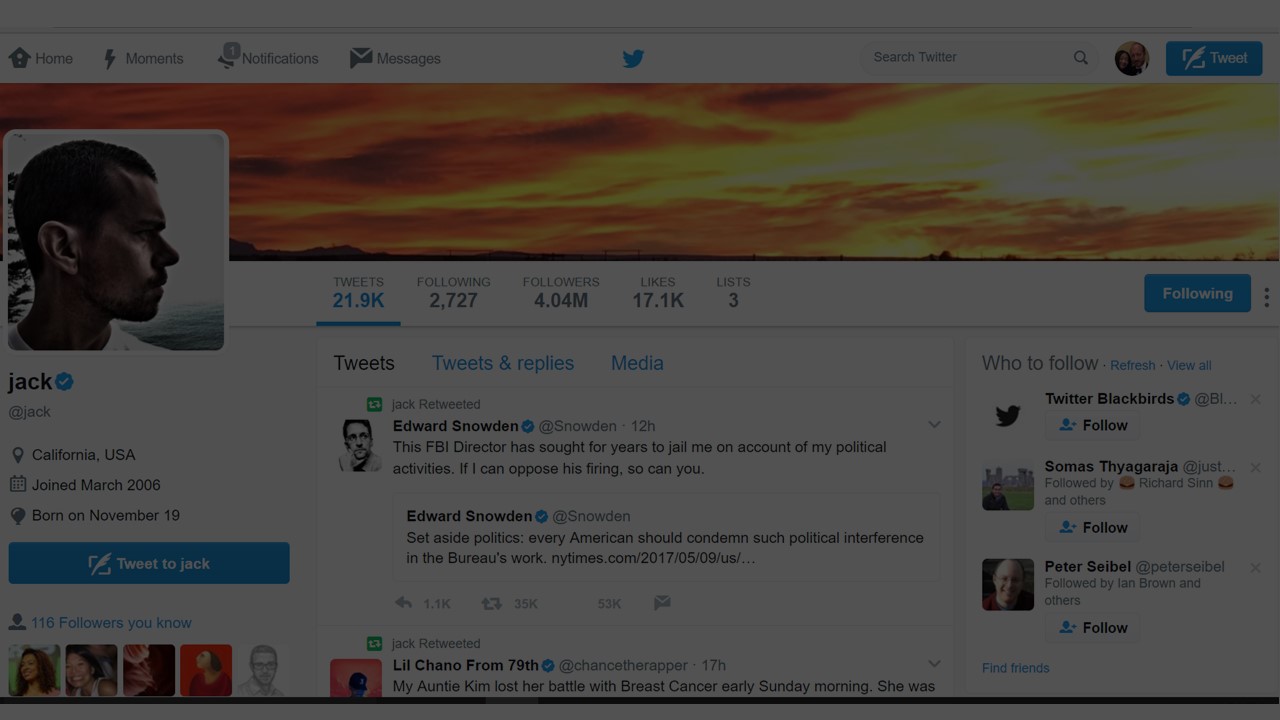 Home
Moments
1
Notifications
Messages
Search Twitter
Tweet
TWEETS
21.9K
FOLLOWING
2,727
FOLLOWERS
4.04M
LIKES
17.1K
LISTS
3
Following
jack
@jack
California, USA
Joined March 2006
Born on November 19
Tweet to jack
116 Followers you know
Tweets
Tweets & replies
Media
jack Retweeted
Edward Snowden @Snowden · 12h
This FBI Director has sought for years to jail me on account of my political
activities. If I can oppose his firing, so can you.
Edward Snowden @Snowden
Set aside politics: every American should condemn such political interference
in the Bureau's work. nytimes.com/2017/05/09/us/…
1.1K 35K 53K
jack Retweeted
Lil Chano From 79th @chancetherapper · 17h
My Auntie Kim lost her battle with Breast Cancer early Sunday morning. She was
Who to follow · Refresh · View all
Twitter Blackbirds @Bl…
Follow
Somas Thyagaraja @just…
Followed by 🍔 Richard Sinn 🍔
and others
Follow
Peter Seibel @peterseibel
Followed by Ian Brown and
others
Follow
Find friends